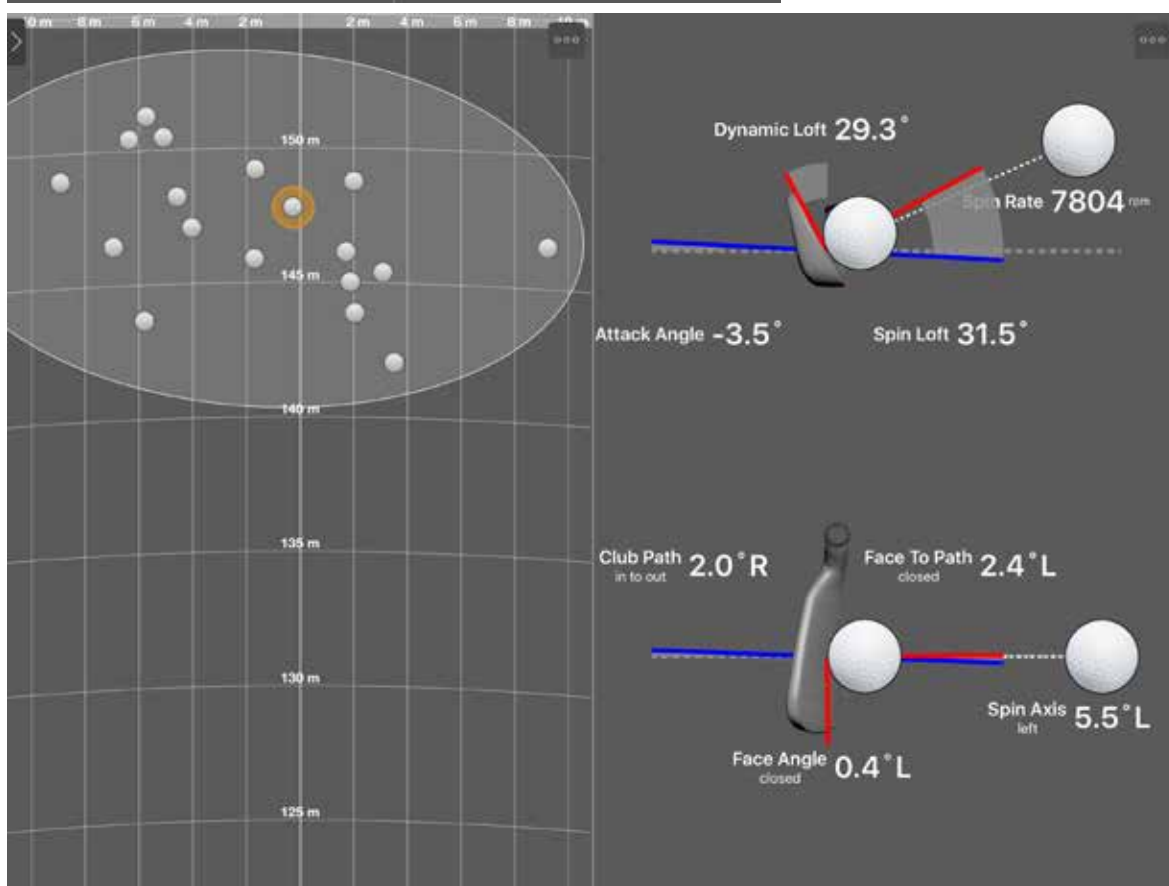 8 m 6 m 4 m 2 m 2 m 4 m 6 m 8 m
150 m
145 m
140 m
135 m
130 m
125 m
Dynamic Loft 29.3°
Spin Rate 7804 rpm
Attack Angle -3.5°
Spin Loft 31.5°
Club Path 2.0°R
in to out
Face To Path 2.4°L
closed
Spin Axis 5.5°L
left
Face Angle 0.4°L
closed